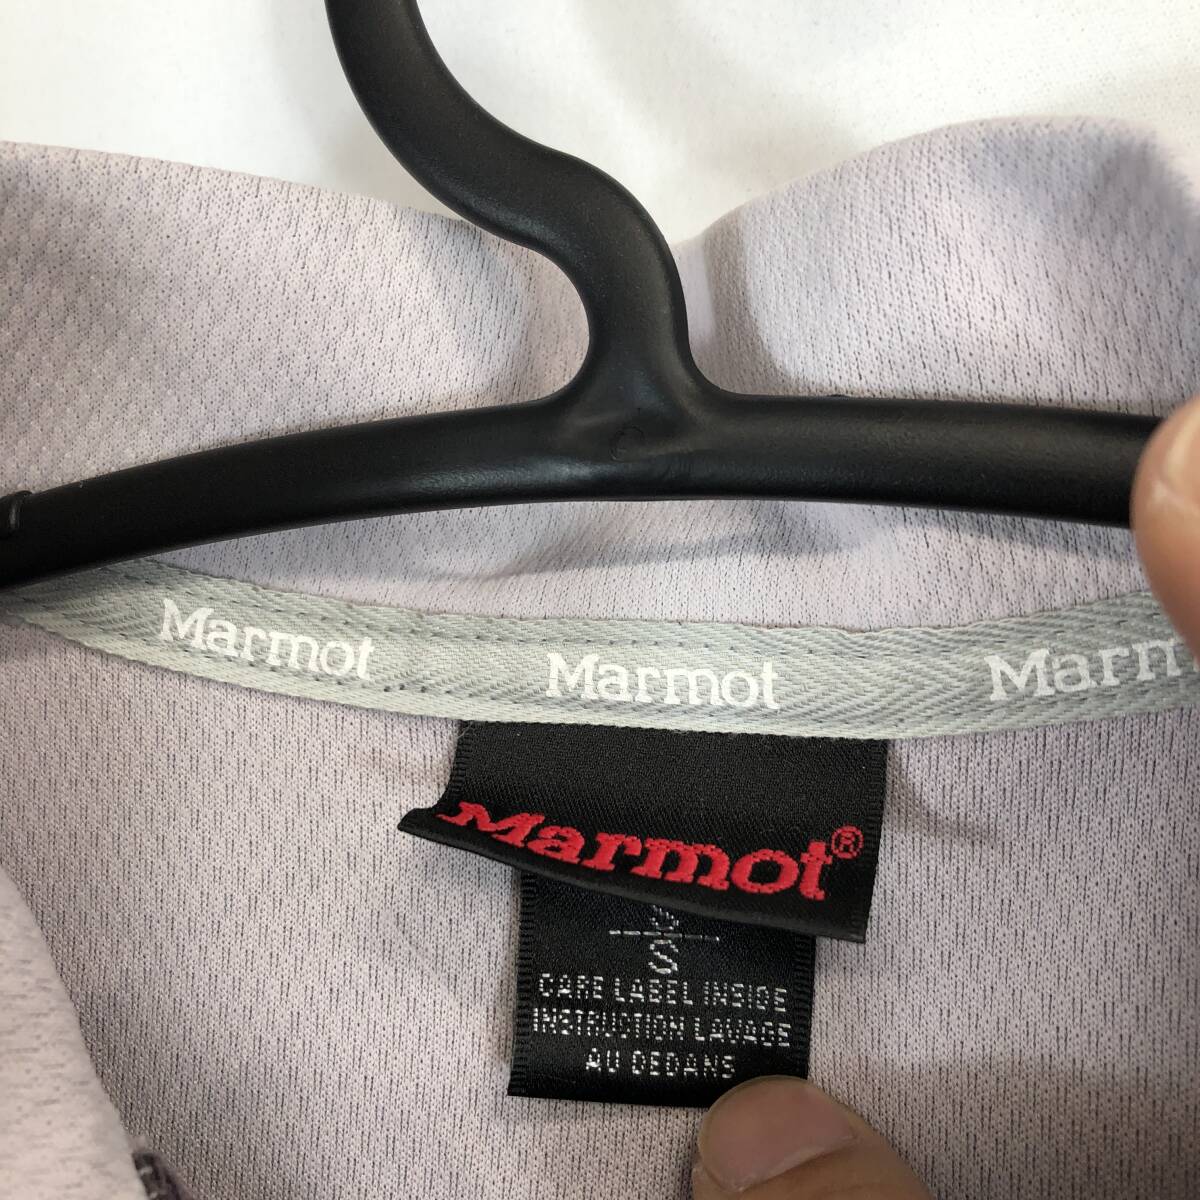 Marmot Marmot Marm
Marmot®
S
S
CARE LABEL INSIDE
INSTRUCTION LAVAGE
AU DEDANS